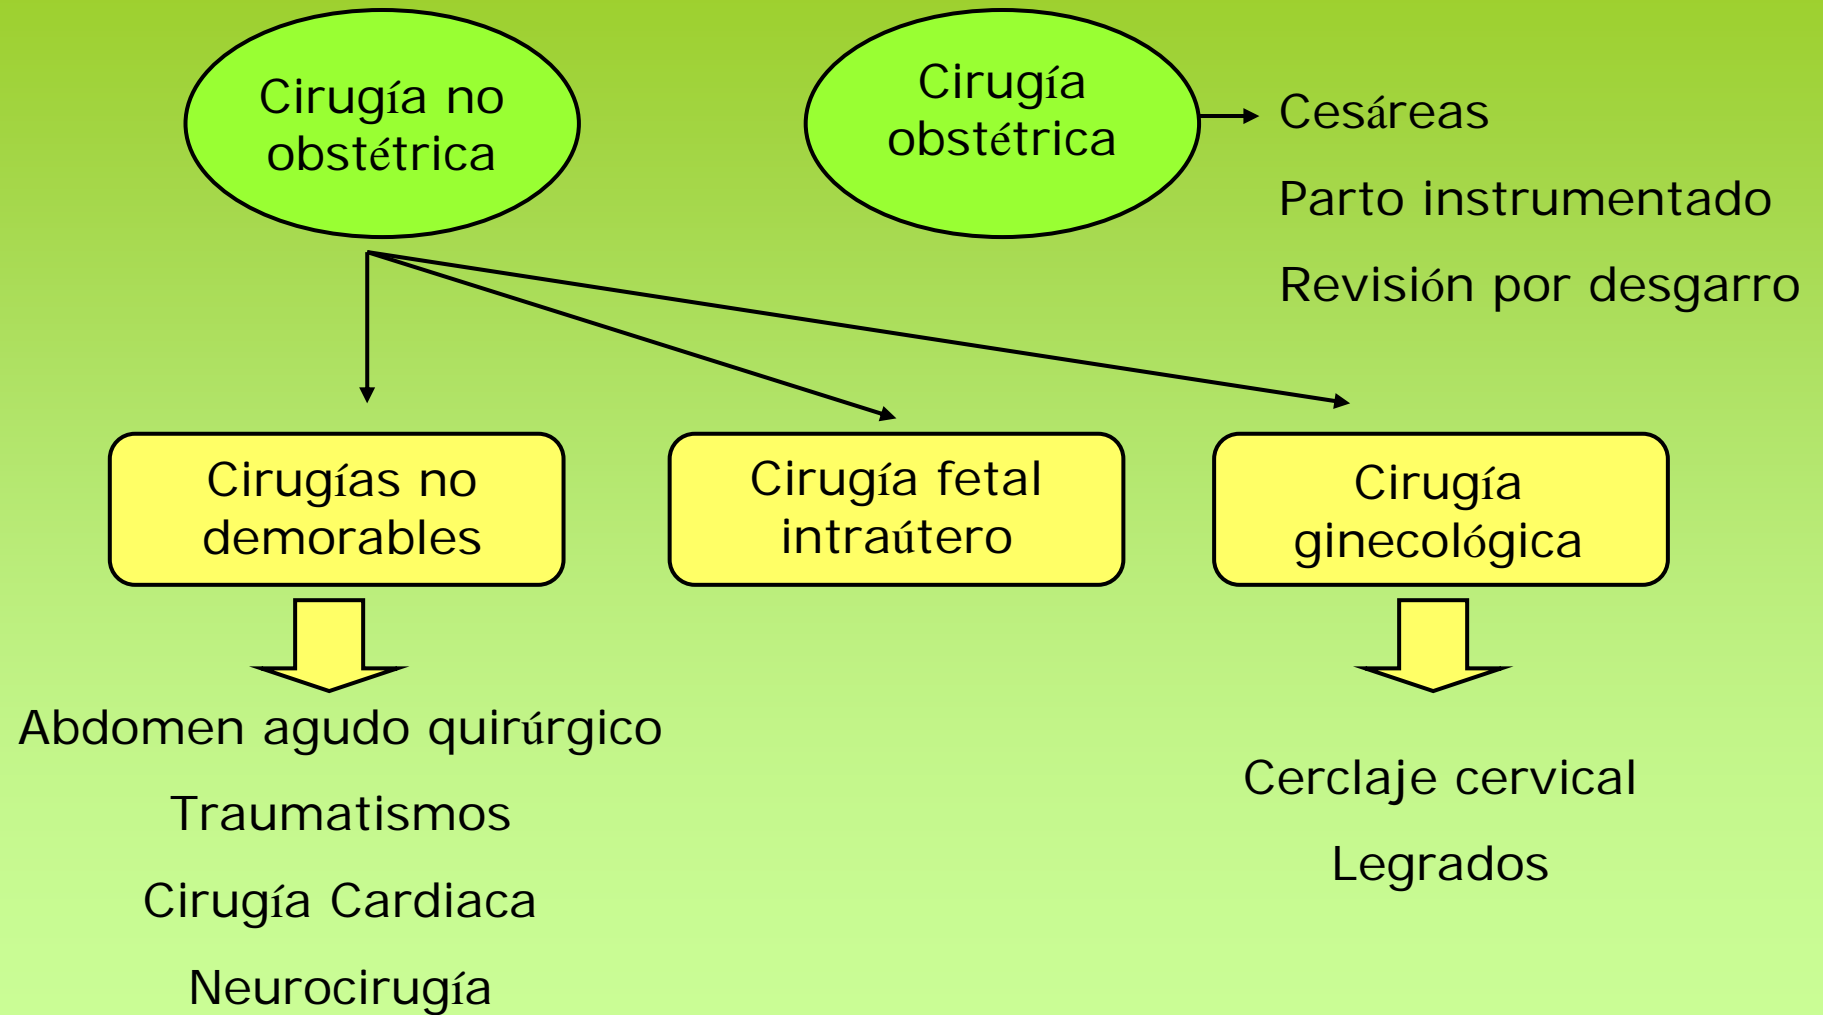 Cirugía no
obstétrica
Cirugía
obstétrica
Cesáreas
Parto instrumentado
Revisión por desgarro
Cirugías no
demorables
Cirugía fetal
intraútero
Cirugía
ginecológica
Abdomen agudo quirúrgico
Traumatismos
Cirugía Cardiaca
Neurocirugía
Cerclaje cervical
Legrados